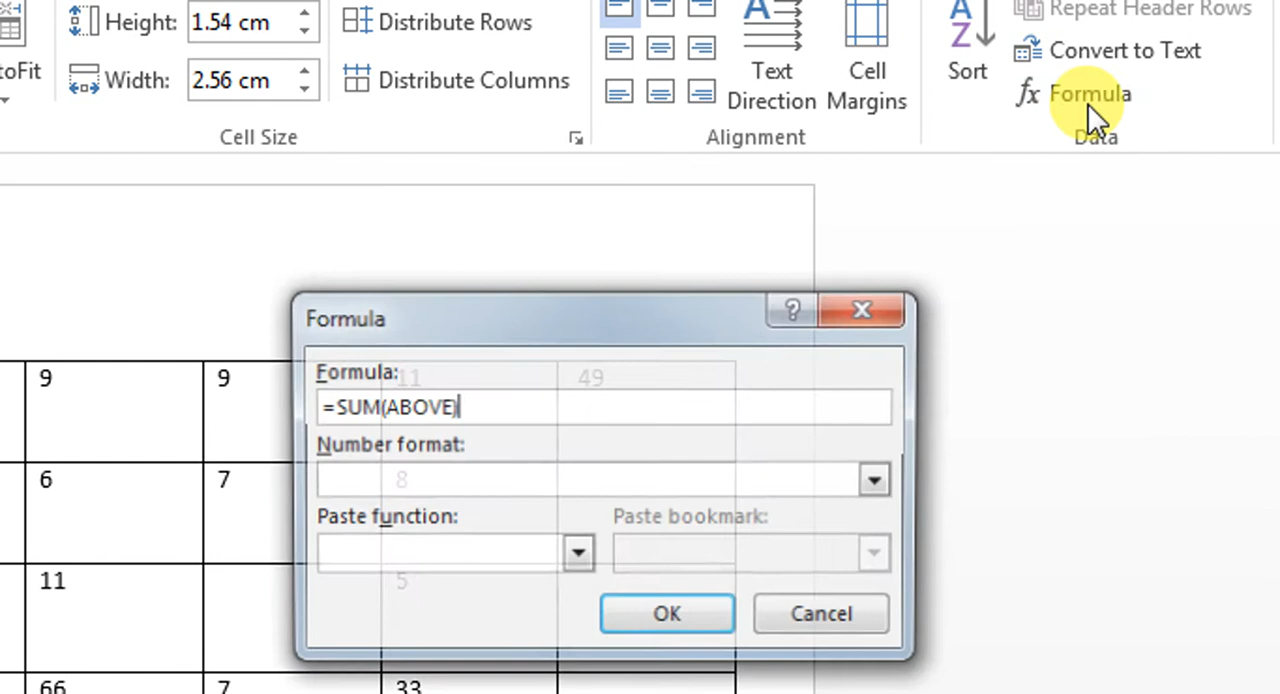 Height: 1.54 cm
Distribute Rows
Repeat Header Rows
Convert to Text
toFit
Width: 2.56 cm
Distribute Columns
Text Direction
Cell Margins
A
Z
Sort
fx Formula
Cell Size
Alignment
Data
Formula
?
Formula:
=SUM(ABOVE)
Number format:
Paste function:
Paste bookmark:
OK
Cancel
9 9 11 49
6 7 8
11 5
66 7 33